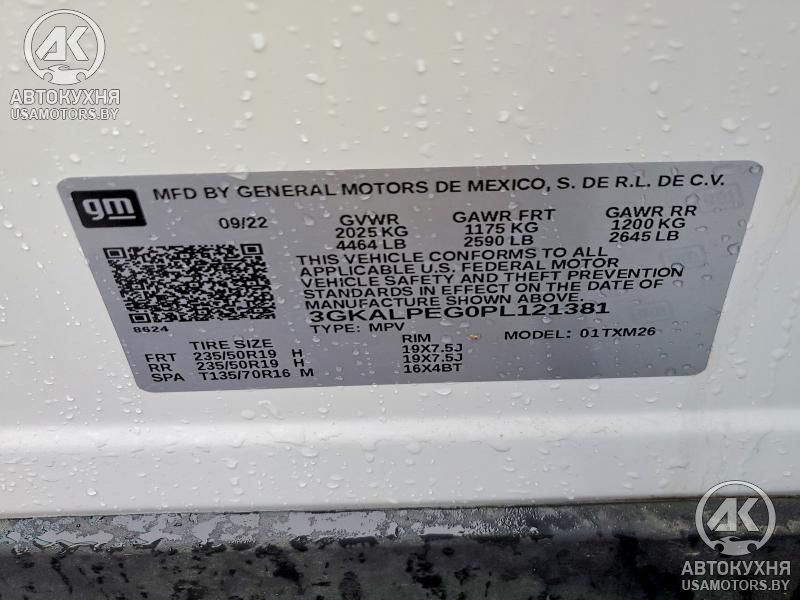 AK
АВТОКУХНЯ
USAMOTORS.BY
gm
MFD BY GENERAL MOTORS DE MEXICO, S. DE R.L. DE C.V.
09/22 GVWR GAWR FRT GAWR RR
2025 KG 1175 KG 1200 KG
4464 LB 2590 LB 2645 LB
THIS VEHICLE CONFORMS TO ALL
APPLICABLE U.S. FEDERAL MOTOR
VEHICLE SAFETY AND THEFT PREVENTION
STANDARDS IN EFFECT ON THE DATE OF
MANUFACTURE SHOWN ABOVE.
3GKALPEG0PL121381
8624 TYPE: MPV MODEL: 01TXM26
TIRE SIZE RIM
FRT 235/50R19 H 19X7.5J
RR 235/50R19 H 19X7.5J
SPA T135/70R16 M 16X4BT
AK
АВТОКУХНЯ
USAMOTORS.BY